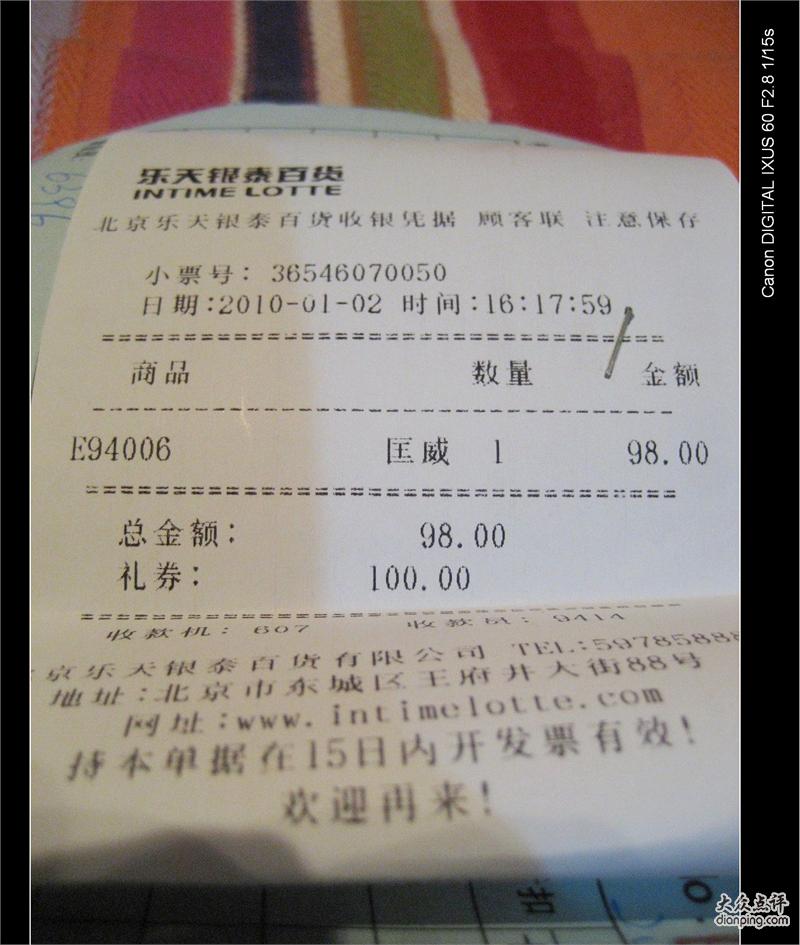 乐天银泰百货
INTIME LOTTE
北京乐天银泰百货收银凭据 顾客联 注意保存
小票号: 36546070050
日期:2010-01-02 时间:16:17:59
商品 数量 金额
E94006 匡威 1 98.00
总金额: 98.00
礼券: 100.00
收款机: 607 收款员: 9414
京乐天银泰百货有限公司 TEL:59785888
地址:北京市东城区王府井大街88号
网址:www.intimelotte.com
持本单据在15日内开发票有效!
欢迎再来!
Canon DIGITAL IXUS 60 F2.8 1/15s
大众点评
dianping.com